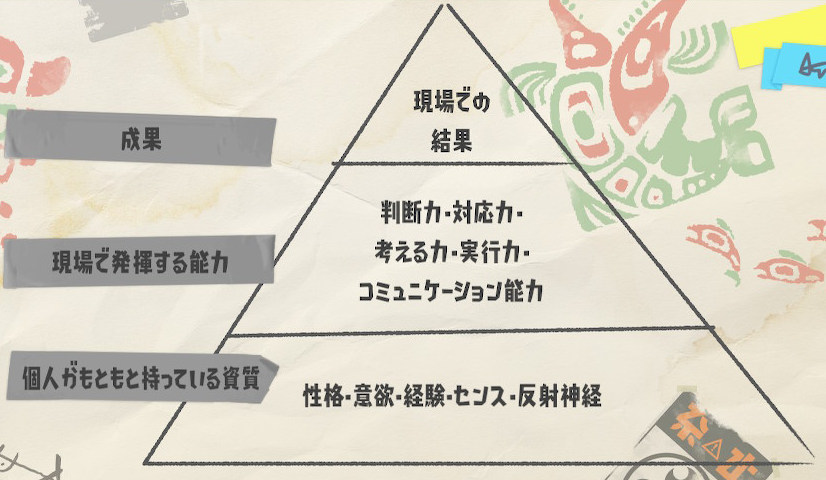 現場での
結果
成果
判断力・対応力・
考える力・実行力・
コミュニケーション能力
現場で発揮する能力
個人がもともと持っている資質
性格・意欲・経験・センス・反射神経